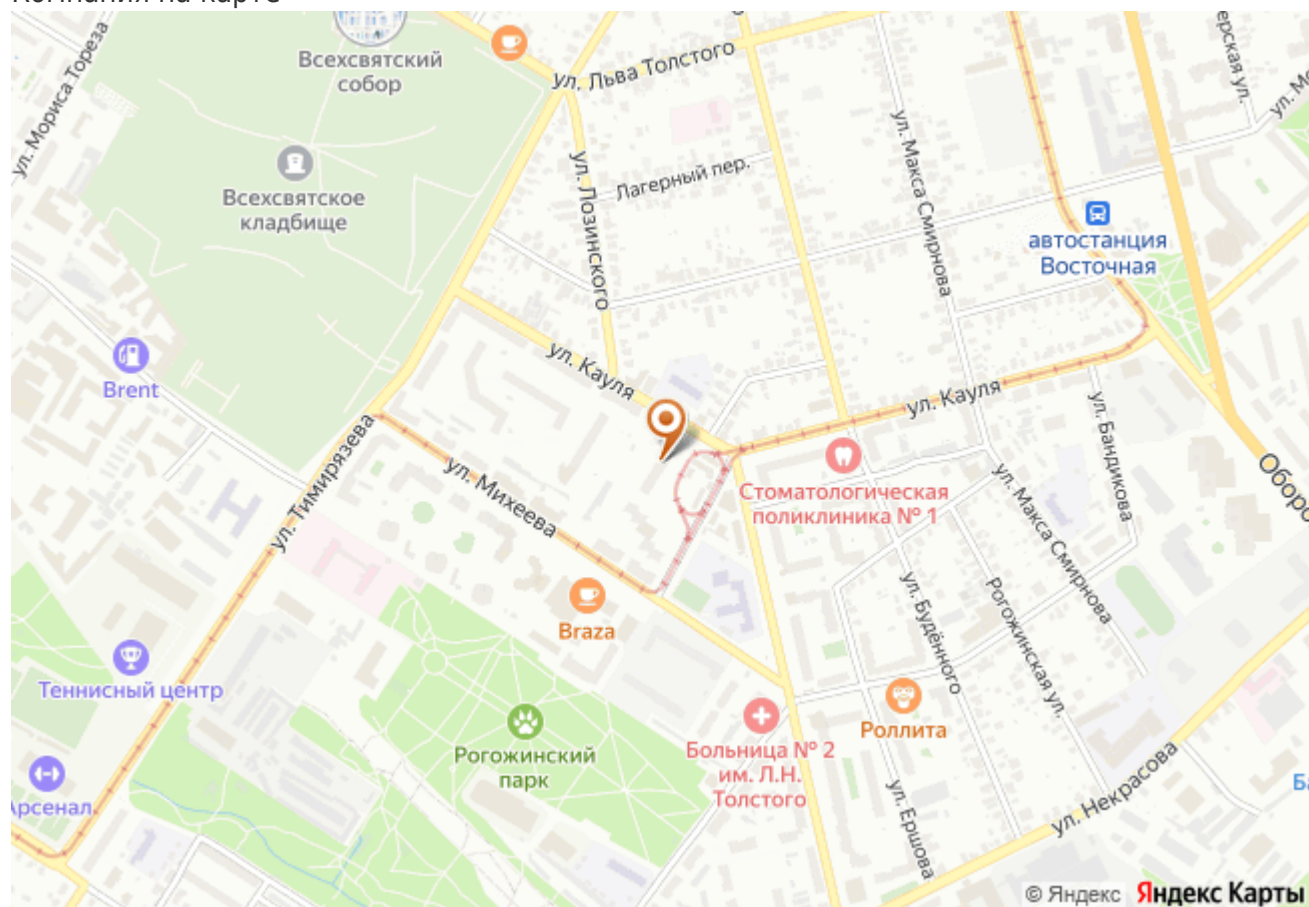 Компания на карте
Всехсвятский
собор
ул. Мориса Тореза
ул. Льва Толстого
ул. Макса Смирнова
Лагерный пер.
ул. Лозинского
Всехсвятское
кладбище
автостанция
Восточная
Brent
ул. Кауля
ул. Кауля
ул. Бандикова
ул. Тимирязева
ул. Михеева
Стоматологическая
поликлиника № 1
ул. Макса Смирнова
Рогожинская ул.
ул. Будённого
Braza
Теннисный центр
Рогожинский
парк
Больница № 2
им. Л.Н.
Толстого
Роллита
ул. Некрасова
ул. Ершова
Арсенал
© Яндекс Яндекс Карты